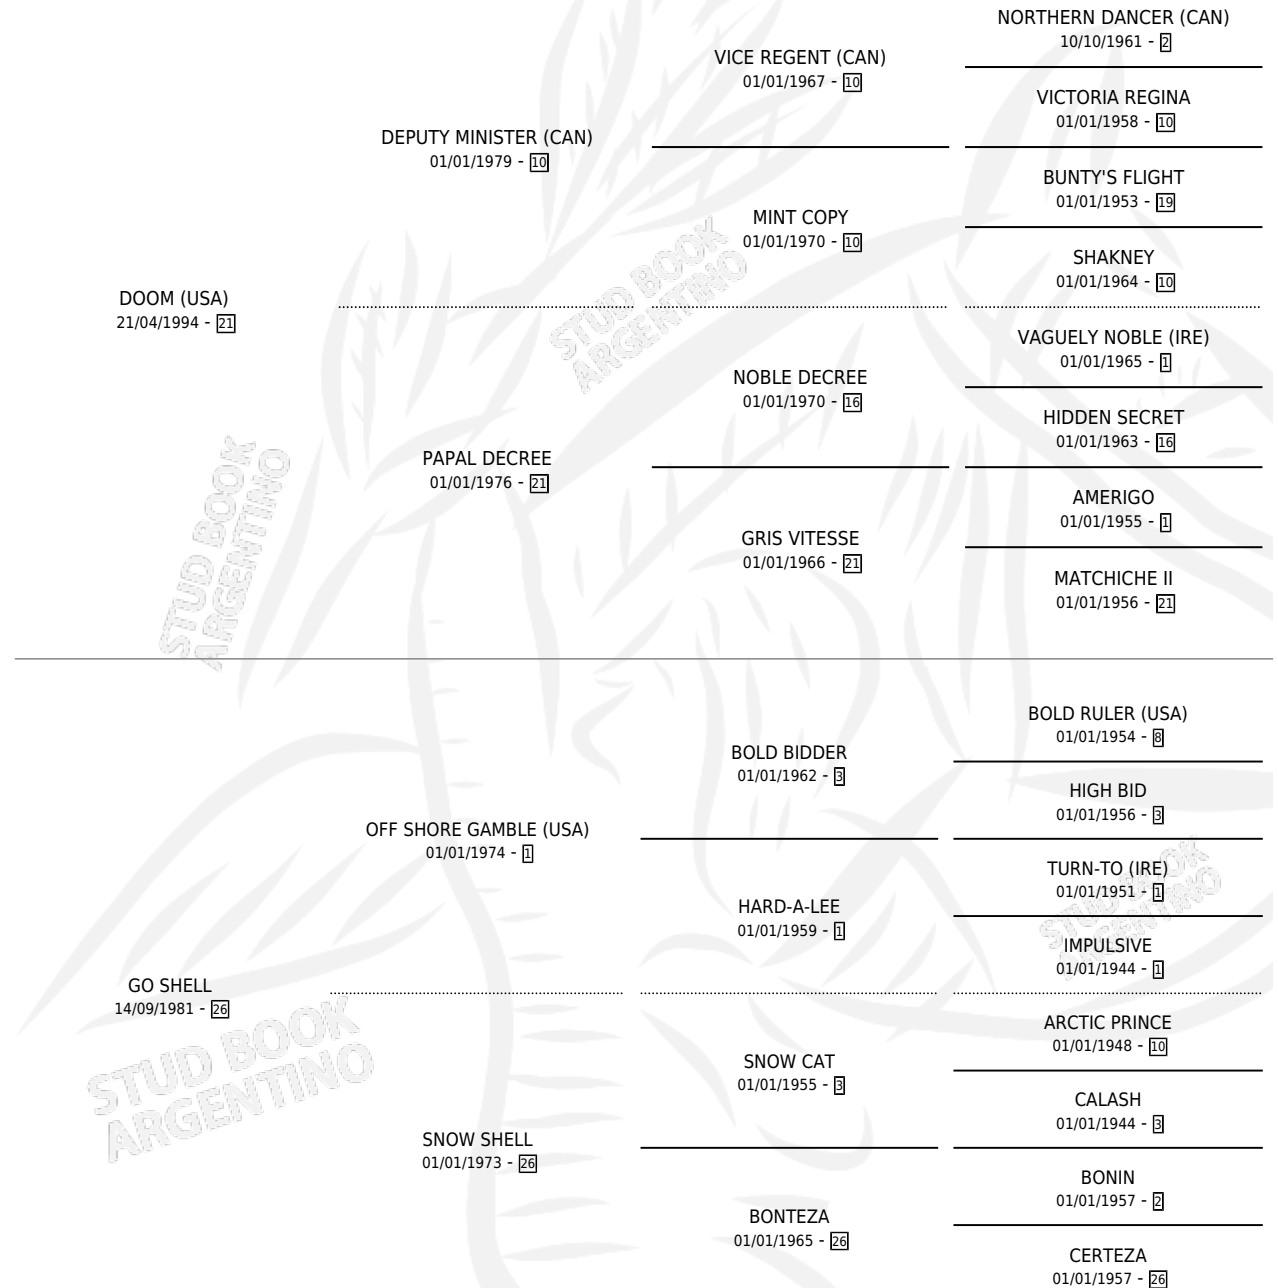 NORTHERN DANCER (CAN)
10/10/1961 - 2
VICE REGENT (CAN)
01/01/1967 - 10
VICTORIA REGINA
01/01/1958 - 10
DEPUTY MINISTER (CAN)
01/01/1979 - 10
BUNTY'S FLIGHT
01/01/1953 - 19
MINT COPY
01/01/1970 - 10
SHAKNEY
01/01/1964 - 10
DOOM (USA)
21/04/1994 - 21
STUD BOOK
ARGENTINO
VAGUELY NOBLE (IRE)
01/01/1965 - 1
NOBLE DECREE
01/01/1970 - 16
HIDDEN SECRET
01/01/1963 - 16
PAPAL DECREE
01/01/1976 - 21
AMERIGO
01/01/1955 - 1
GRIS VITESSE
01/01/1966 - 21
MATCHICHE II
01/01/1956 - 21
STUD BOOK
ARGENTINO
BOLD RULER (USA)
01/01/1954 - 8
BOLD BIDDER
01/01/1962 - 3
HIGH BID
01/01/1956 - 3
OFF SHORE GAMBLE (USA)
01/01/1974 - 1
TURN-TO (IRE)
01/01/1951 - 1
HARD-A-LEE
01/01/1959 - 1
IMPULSIVE
01/01/1944 - 1
STUD BOOK
ARGENTINO
GO SHELL
14/09/1981 - 26
ARCTIC PRINCE
01/01/1948 - 10
SNOW CAT
01/01/1955 - 3
CALASH
01/01/1944 - 3
STUD BOOK
ARGENTINO
SNOW SHELL
01/01/1973 - 26
BONIN
01/01/1957 - 2
BONTEZA
01/01/1965 - 26
CERTEZA
01/01/1957 - 26